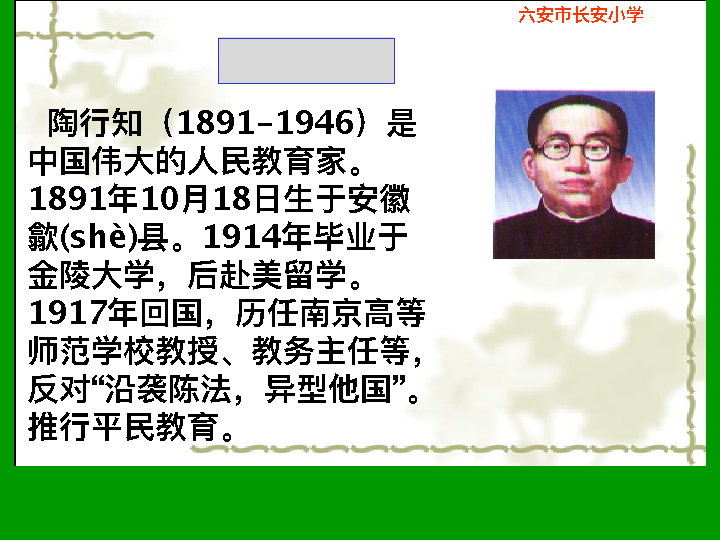 六安市长安小学
陶行知（1891-1946）是
中国伟大的人民教育家。
1891年10月18日生于安徽
歙(shè)县。1914年毕业于
金陵大学，后赴美留学。
1917年回国，历任南京高等
师范学校教授、教务主任等，
反对“沿袭陈法，异型他国”。
推行平民教育。